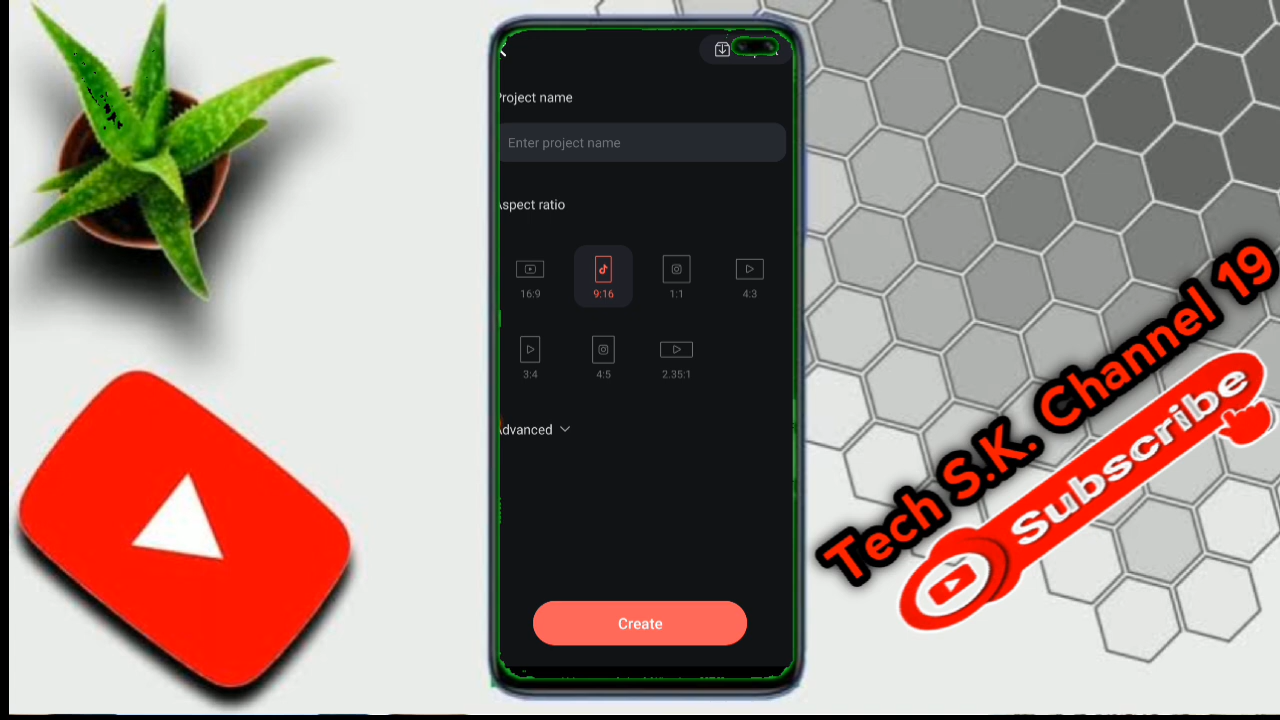 Project name
Enter project name
Aspect ratio
16:9
9:16
1:1
4:3
3:4
4:5
2.35:1
Advanced
Create
Tech S.K. Channel 19
Subscribe